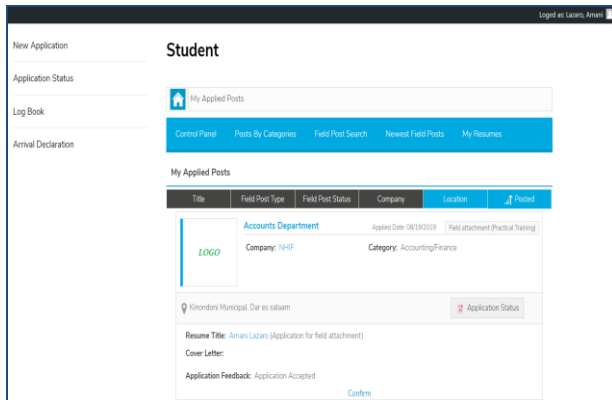 Loged as: Lazaro, Amani
New Application
Application Status
Log Book
Arrival Declaration
Student
My Applied Posts
Control Panel Posts By Categories Field Post Search Newest Field Posts My Resumes
My Applied Posts
Title Field Post Type Field Post Status Company Location Posted
LOGO
Accounts Department Applied Date: 08/19/2019 Field attachment (Practical Training)
Company: NHIF Category: Accounting/Finance
Kinondoni Municipal, Dar es salaam Application Status
Resume Title: Amani Lazaro (Application for field attachment)
Cover Letter:
Application Feedback: Application Accepted
Confirm